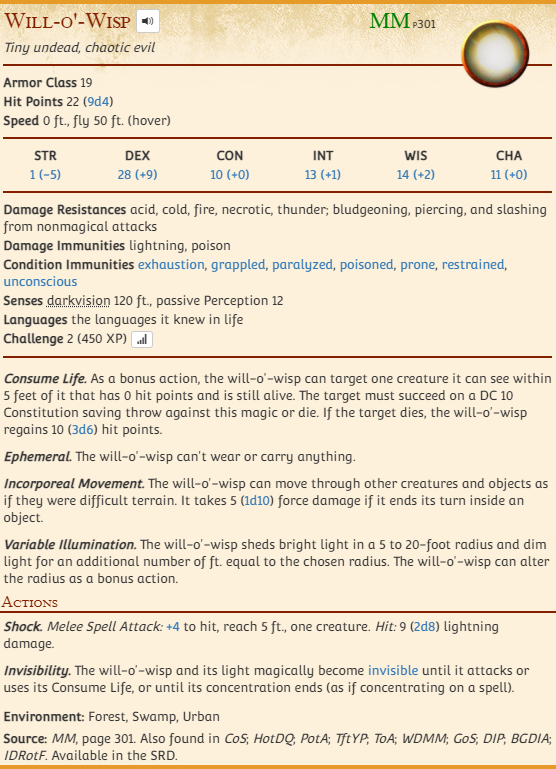 Will-o'-Wisp MM P301
Tiny undead, chaotic evil
Armor Class 19
Hit Points 22 (9d4)
Speed 0 ft., fly 50 ft. (hover)
STR DEX CON INT WIS CHA
1 (−5) 28 (+9) 10 (+0) 13 (+1) 14 (+2) 11 (+0)
Damage Resistances acid, cold, fire, necrotic, thunder; bludgeoning, piercing, and slashing
from nonmagical attacks
Damage Immunities lightning, poison
Condition Immunities exhaustion, grappled, paralyzed, poisoned, prone, restrained,
unconscious
Senses darkvision 120 ft., passive Perception 12
Languages the languages it knew in life
Challenge 2 (450 XP)
Consume Life. As a bonus action, the will-o'-wisp can target one creature it can see within
5 feet of it that has 0 hit points and is still alive. The target must succeed on a DC 10
Constitution saving throw against this magic or die. If the target dies, the will-o'-wisp
regains 10 (3d6) hit points.
Ephemeral. The will-o'-wisp can't wear or carry anything.
Incorporeal Movement. The will-o'-wisp can move through other creatures and objects as
if they were difficult terrain. It takes 5 (1d10) force damage if it ends its turn inside an
object.
Variable Illumination. The will-o'-wisp sheds bright light in a 5 to 20-foot radius and dim
light for an additional number of ft. equal to the chosen radius. The will-o'-wisp can alter
the radius as a bonus action.
Actions
Shock. Melee Spell Attack: +4 to hit, reach 5 ft., one creature. Hit: 9 (2d8) lightning
damage.
Invisibility. The will-o'-wisp and its light magically become invisible until it attacks or
uses its Consume Life, or until its concentration ends (as if concentrating on a spell).
Environment: Forest, Swamp, Urban
Source: MM, page 301. Also found in CoS; HotDQ; PotA; TftYP; ToA; WDMM; GoS; DIP; BGDIA;
IDRotF. Available in the SRD.